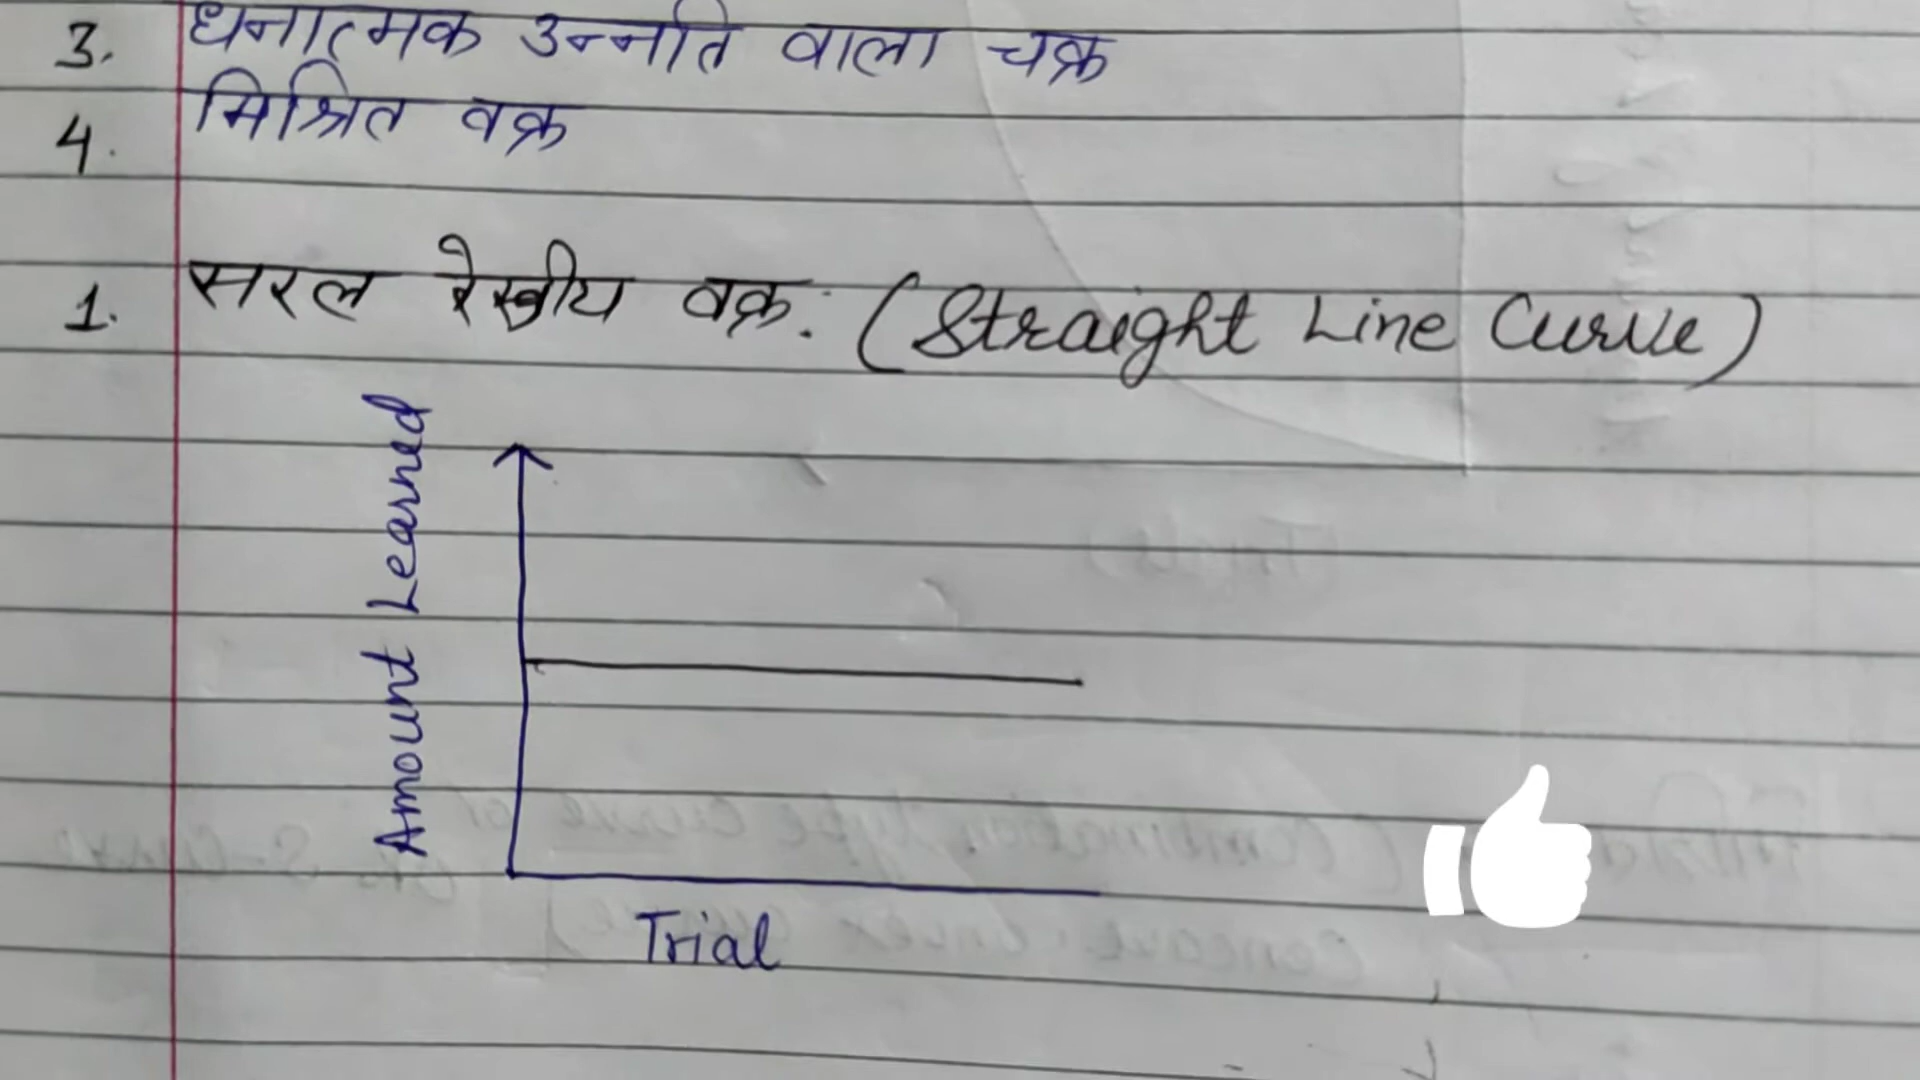 3. धनात्मक उन्नति वाला चक्र
4. मिश्रित वक्र
1. सरल रेखीय वक्र: (Straight Line Curve)
Amount Learned
Trial